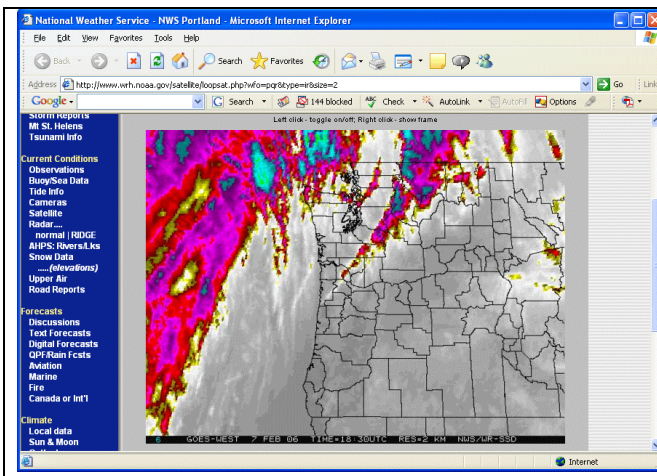 National Weather Service - NWS Portland - Microsoft Internet Explorer
File Edit View Favorites Tools Help
Back Search Favorites
Address http://www.wrh.noaa.gov/satellite/loopsat.php?wfo=pqr&type=ir&size=2 Go Link
Google Search 144 blocked ABC Check AutoLink AutoFill Options
Left click - toggle on/off; Right click - show frame
Storm Reports
Mt St. Helens
Tsunami Info
Current Conditions
Observations
Buoy/Sea Data
Tide Info
Cameras
Satellite
Radar....
normal | RIDGE
AHPS: Rivers/Lks
Snow Data
.....(elevations)
Upper Air
Road Reports
Forecasts
Discussions
Text Forecasts
Digital Forecasts
QPF/Rain Fcsts
Aviation
Marine
Fire
Canada or Int'l
Climate
Local data
Sun & Moon
6 GOES-WEST 7 FEB 06 TIME=18:30UTC RES=2 KM NWS/WR-SSD
Internet